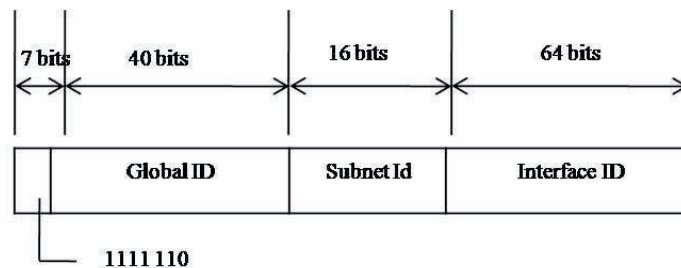 7 bits 40 bits 16 bits 64 bits
Global ID Subnet Id Interface ID
1111 110